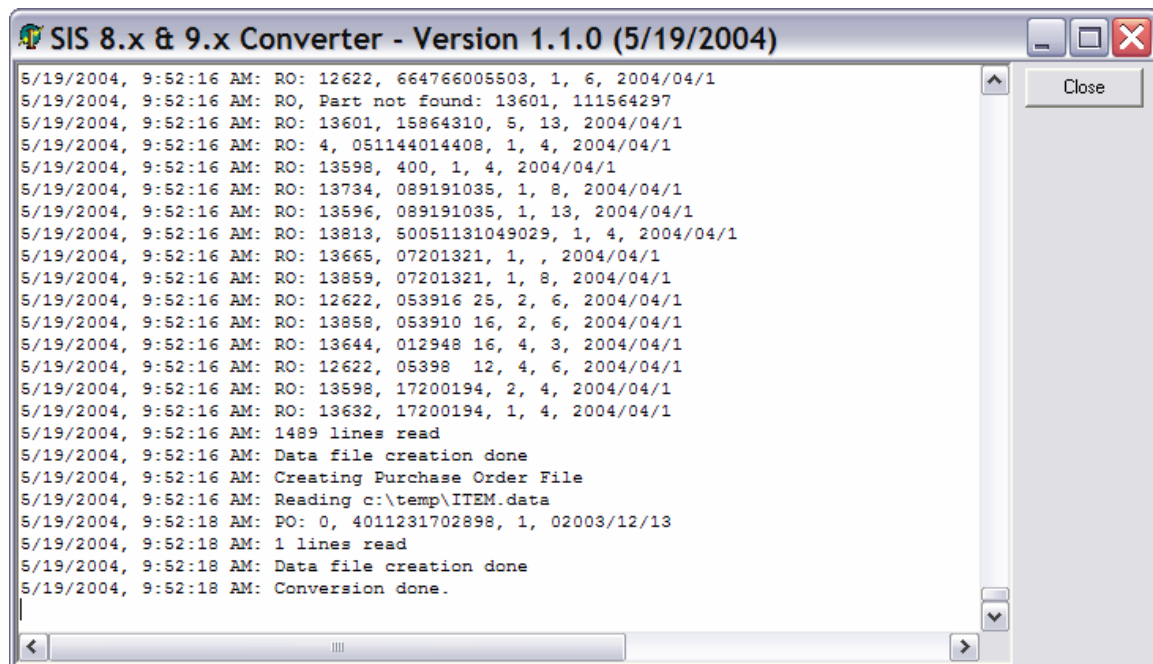 SIS 8.x & 9.x Converter - Version 1.1.0 (5/19/2004)
Close
5/19/2004, 9:52:16 AM: RO: 12622, 664766005503, 1, 6, 2004/04/1
5/19/2004, 9:52:16 AM: RO, Part not found: 13601, 111564297
5/19/2004, 9:52:16 AM: RO: 13601, 15864310, 5, 13, 2004/04/1
5/19/2004, 9:52:16 AM: RO: 4, 051144014408, 1, 4, 2004/04/1
5/19/2004, 9:52:16 AM: RO: 13598, 400, 1, 4, 2004/04/1
5/19/2004, 9:52:16 AM: RO: 13734, 089191035, 1, 8, 2004/04/1
5/19/2004, 9:52:16 AM: RO: 13596, 089191035, 1, 13, 2004/04/1
5/19/2004, 9:52:16 AM: RO: 13813, 50051131049029, 1, 4, 2004/04/1
5/19/2004, 9:52:16 AM: RO: 13665, 07201321, 1, , 2004/04/1
5/19/2004, 9:52:16 AM: RO: 13859, 07201321, 1, 8, 2004/04/1
5/19/2004, 9:52:16 AM: RO: 12622, 053916 25, 2, 6, 2004/04/1
5/19/2004, 9:52:16 AM: RO: 13858, 053910 16, 2, 6, 2004/04/1
5/19/2004, 9:52:16 AM: RO: 13644, 012948 16, 4, 3, 2004/04/1
5/19/2004, 9:52:16 AM: RO: 12622, 05398  12, 4, 6, 2004/04/1
5/19/2004, 9:52:16 AM: RO: 13598, 17200194, 2, 4, 2004/04/1
5/19/2004, 9:52:16 AM: RO: 13632, 17200194, 1, 4, 2004/04/1
5/19/2004, 9:52:16 AM: 1489 lines read
5/19/2004, 9:52:16 AM: Data file creation done
5/19/2004, 9:52:16 AM: Creating Purchase Order File
5/19/2004, 9:52:16 AM: Reading c:\temp\ITEM.data
5/19/2004, 9:52:18 AM: PO: 0, 4011231702898, 1, 02003/12/13
5/19/2004, 9:52:18 AM: 1 lines read
5/19/2004, 9:52:18 AM: Data file creation done
5/19/2004, 9:52:18 AM: Conversion done.